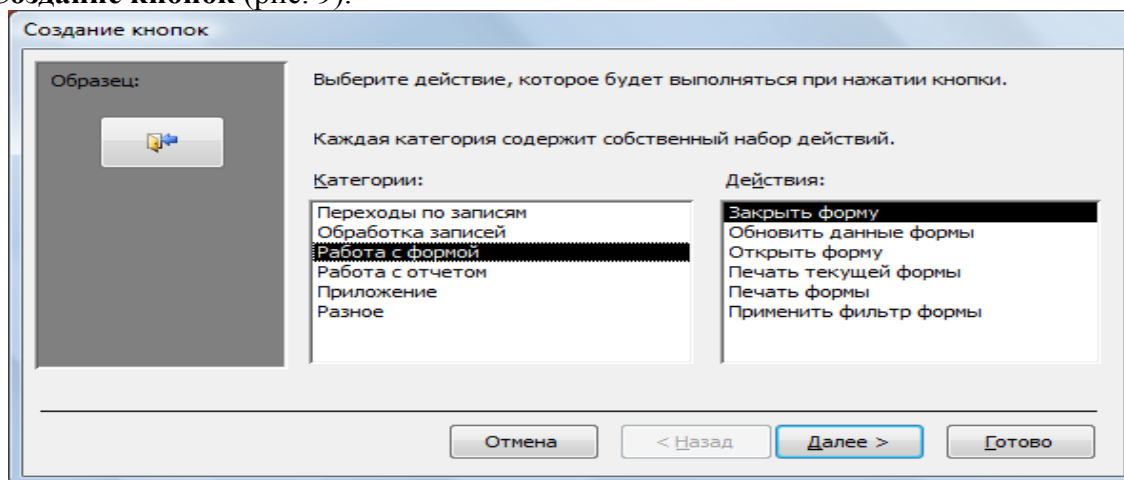 Создание кнопок (рис. 9).
Создание кнопок
Образец:
Выберите действие, которое будет выполняться при нажатии кнопки.
Каждая категория содержит собственный набор действий.
Категории:
Действия:
Переходы по записям
Обработка записей
Работа с формой
Работа с отчетом
Приложение
Разное
Закрыть форму
Обновить данные формы
Открыть форму
Печать текущей формы
Печать формы
Применить фильтр формы
Отмена
< Назад
Далее >
Готово